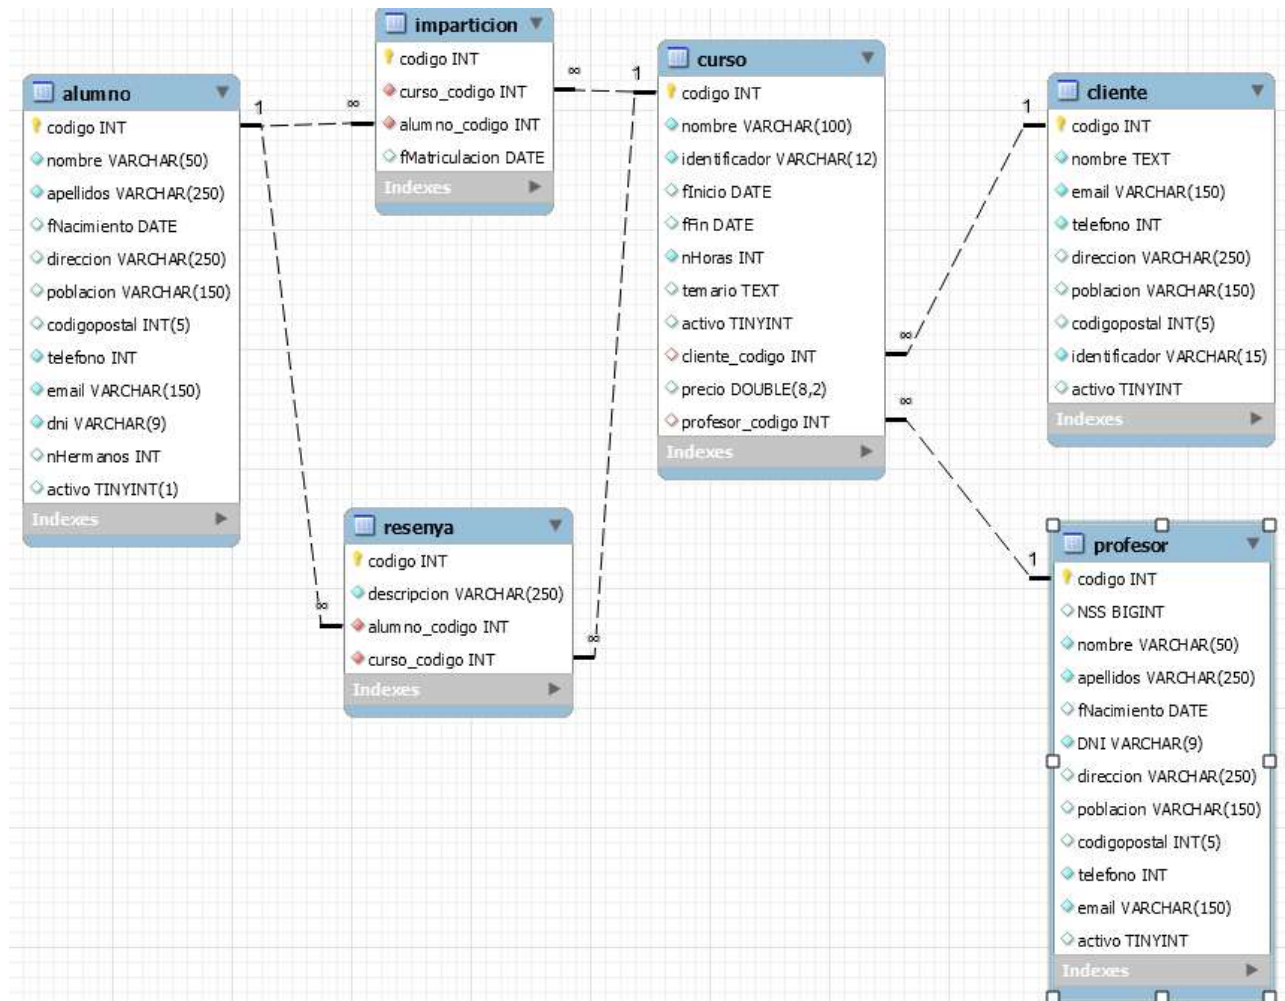 imparticion
codigo INT
curso_codigo INT
alumno_codigo INT
fMatriculacion DATE
Indexes
alumno
codigo INT
nombre VARCHAR(50)
apellidos VARCHAR(250)
fNacimiento DATE
direccion VARCHAR(250)
poblacion VARCHAR(150)
codigopostal INT(5)
telefono INT
email VARCHAR(150)
dni VARCHAR(9)
nHermanos INT
activo TINYINT(1)
Indexes
1
∞
∞
1
curso
codigo INT
nombre VARCHAR(100)
identificador VARCHAR(12)
fInicio DATE
fFin DATE
nHoras INT
temario TEXT
activo TINYINT
cliente_codigo INT
precio DOUBLE(8,2)
profesor_codigo INT
Indexes
1
∞
∞
1
cliente
codigo INT
nombre TEXT
email VARCHAR(150)
telefono INT
direccion VARCHAR(250)
poblacion VARCHAR(150)
codigopostal INT(5)
identificador VARCHAR(15)
activo TINYINT
Indexes
resenya
codigo INT
descripcion VARCHAR(250)
alumno_codigo INT
curso_codigo INT
Indexes
∞
∞
profesor
codigo INT
NSS BIGINT
nombre VARCHAR(50)
apellidos VARCHAR(250)
fNacimiento DATE
DNI VARCHAR(9)
direccion VARCHAR(250)
poblacion VARCHAR(150)
codigopostal INT(5)
telefono INT
email VARCHAR(150)
activo TINYINT
Indexes